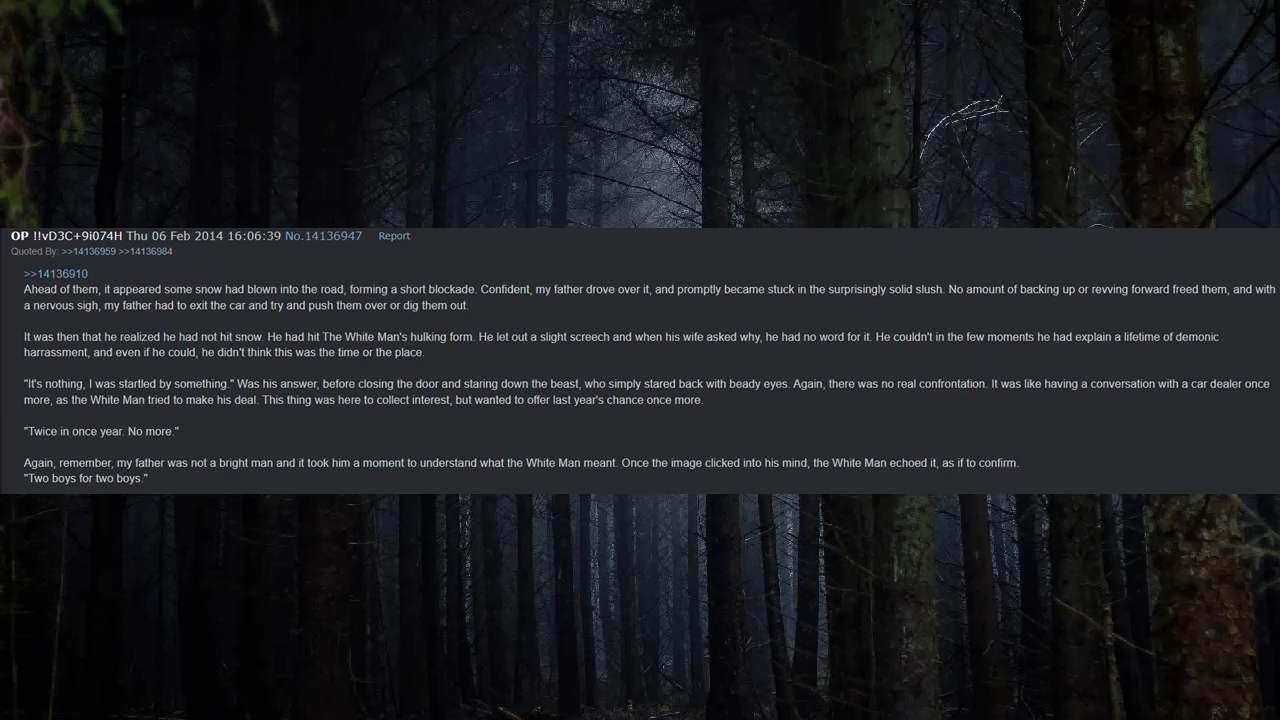 OP !!vD3C+9i074H Thu 06 Feb 2014 16:06:39 No.14136947 Report
Quoted By: >>14136959 >>14136984
>>14136910
Ahead of them, it appeared some snow had blown into the road, forming a short blockade. Confident, my father drove over it, and promptly became stuck in the surprisingly solid slush. No amount of backing up or revving forward freed them, and with
a nervous sigh, my father had to exit the car and try and push them over or dig them out.
It was then that he realized he had not hit snow. He had hit The White Man's hulking form. He let out a slight screech and when his wife asked why, he had no word for it. He couldn't in the few moments he had explain a lifetime of demonic
harrassment, and even if he could, he didn't think this was the time or the place.
"It's nothing, I was startled by something." Was his answer, before closing the door and staring down the beast, who simply stared back with beady eyes. Again, there was no real confrontation. It was like having a conversation with a car dealer once
more, as the White Man tried to make his deal. This thing was here to collect interest, but wanted to offer last year's chance once more.
"Twice in once year. No more."
Again, remember, my father was not a bright man and it took him a moment to understand what the White Man meant. Once the image clicked into his mind, the White Man echoed it, as if to confirm.
"Two boys for two boys."